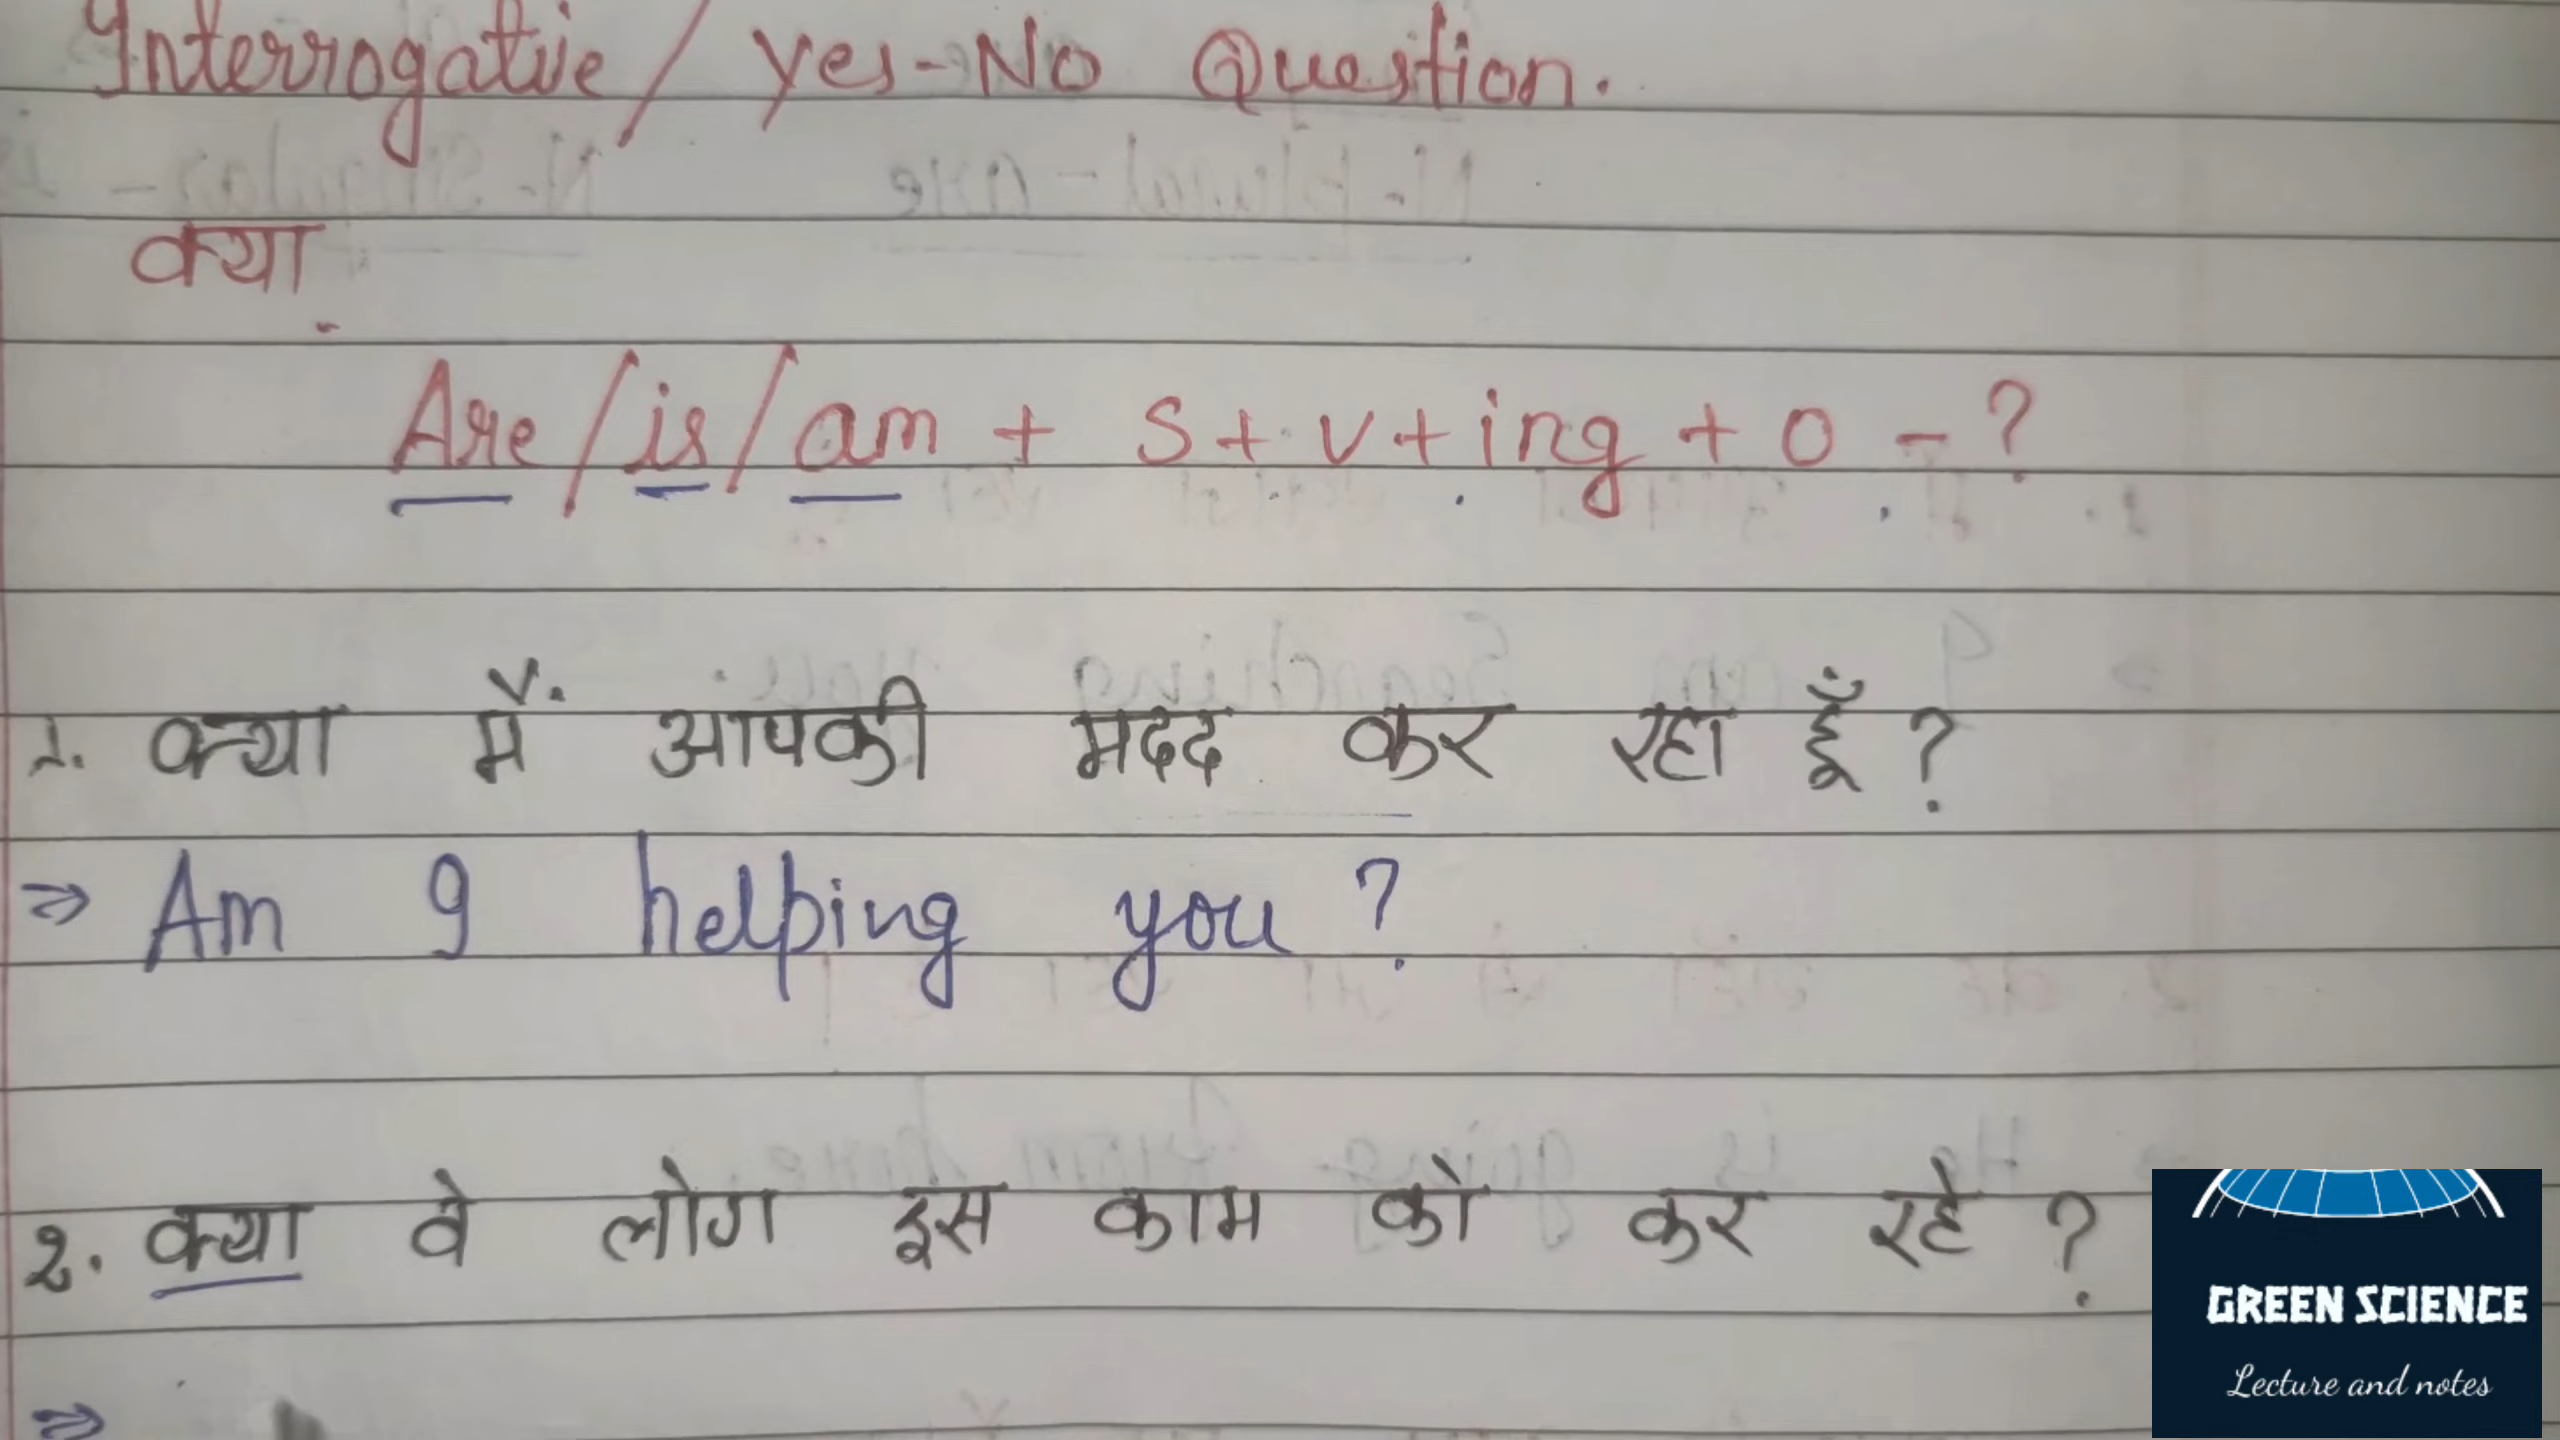 Interrogative / Yes-No Question.
क्या
Are / is / am + S + V + ing + O - ?
1. क्या मैं आपकी मदद कर रहा हूँ ?
⇒ Am I helping you ?
2. क्या वे लोग इस काम को कर रहे ?
⇒
GREEN SCIENCE
Lecture and notes